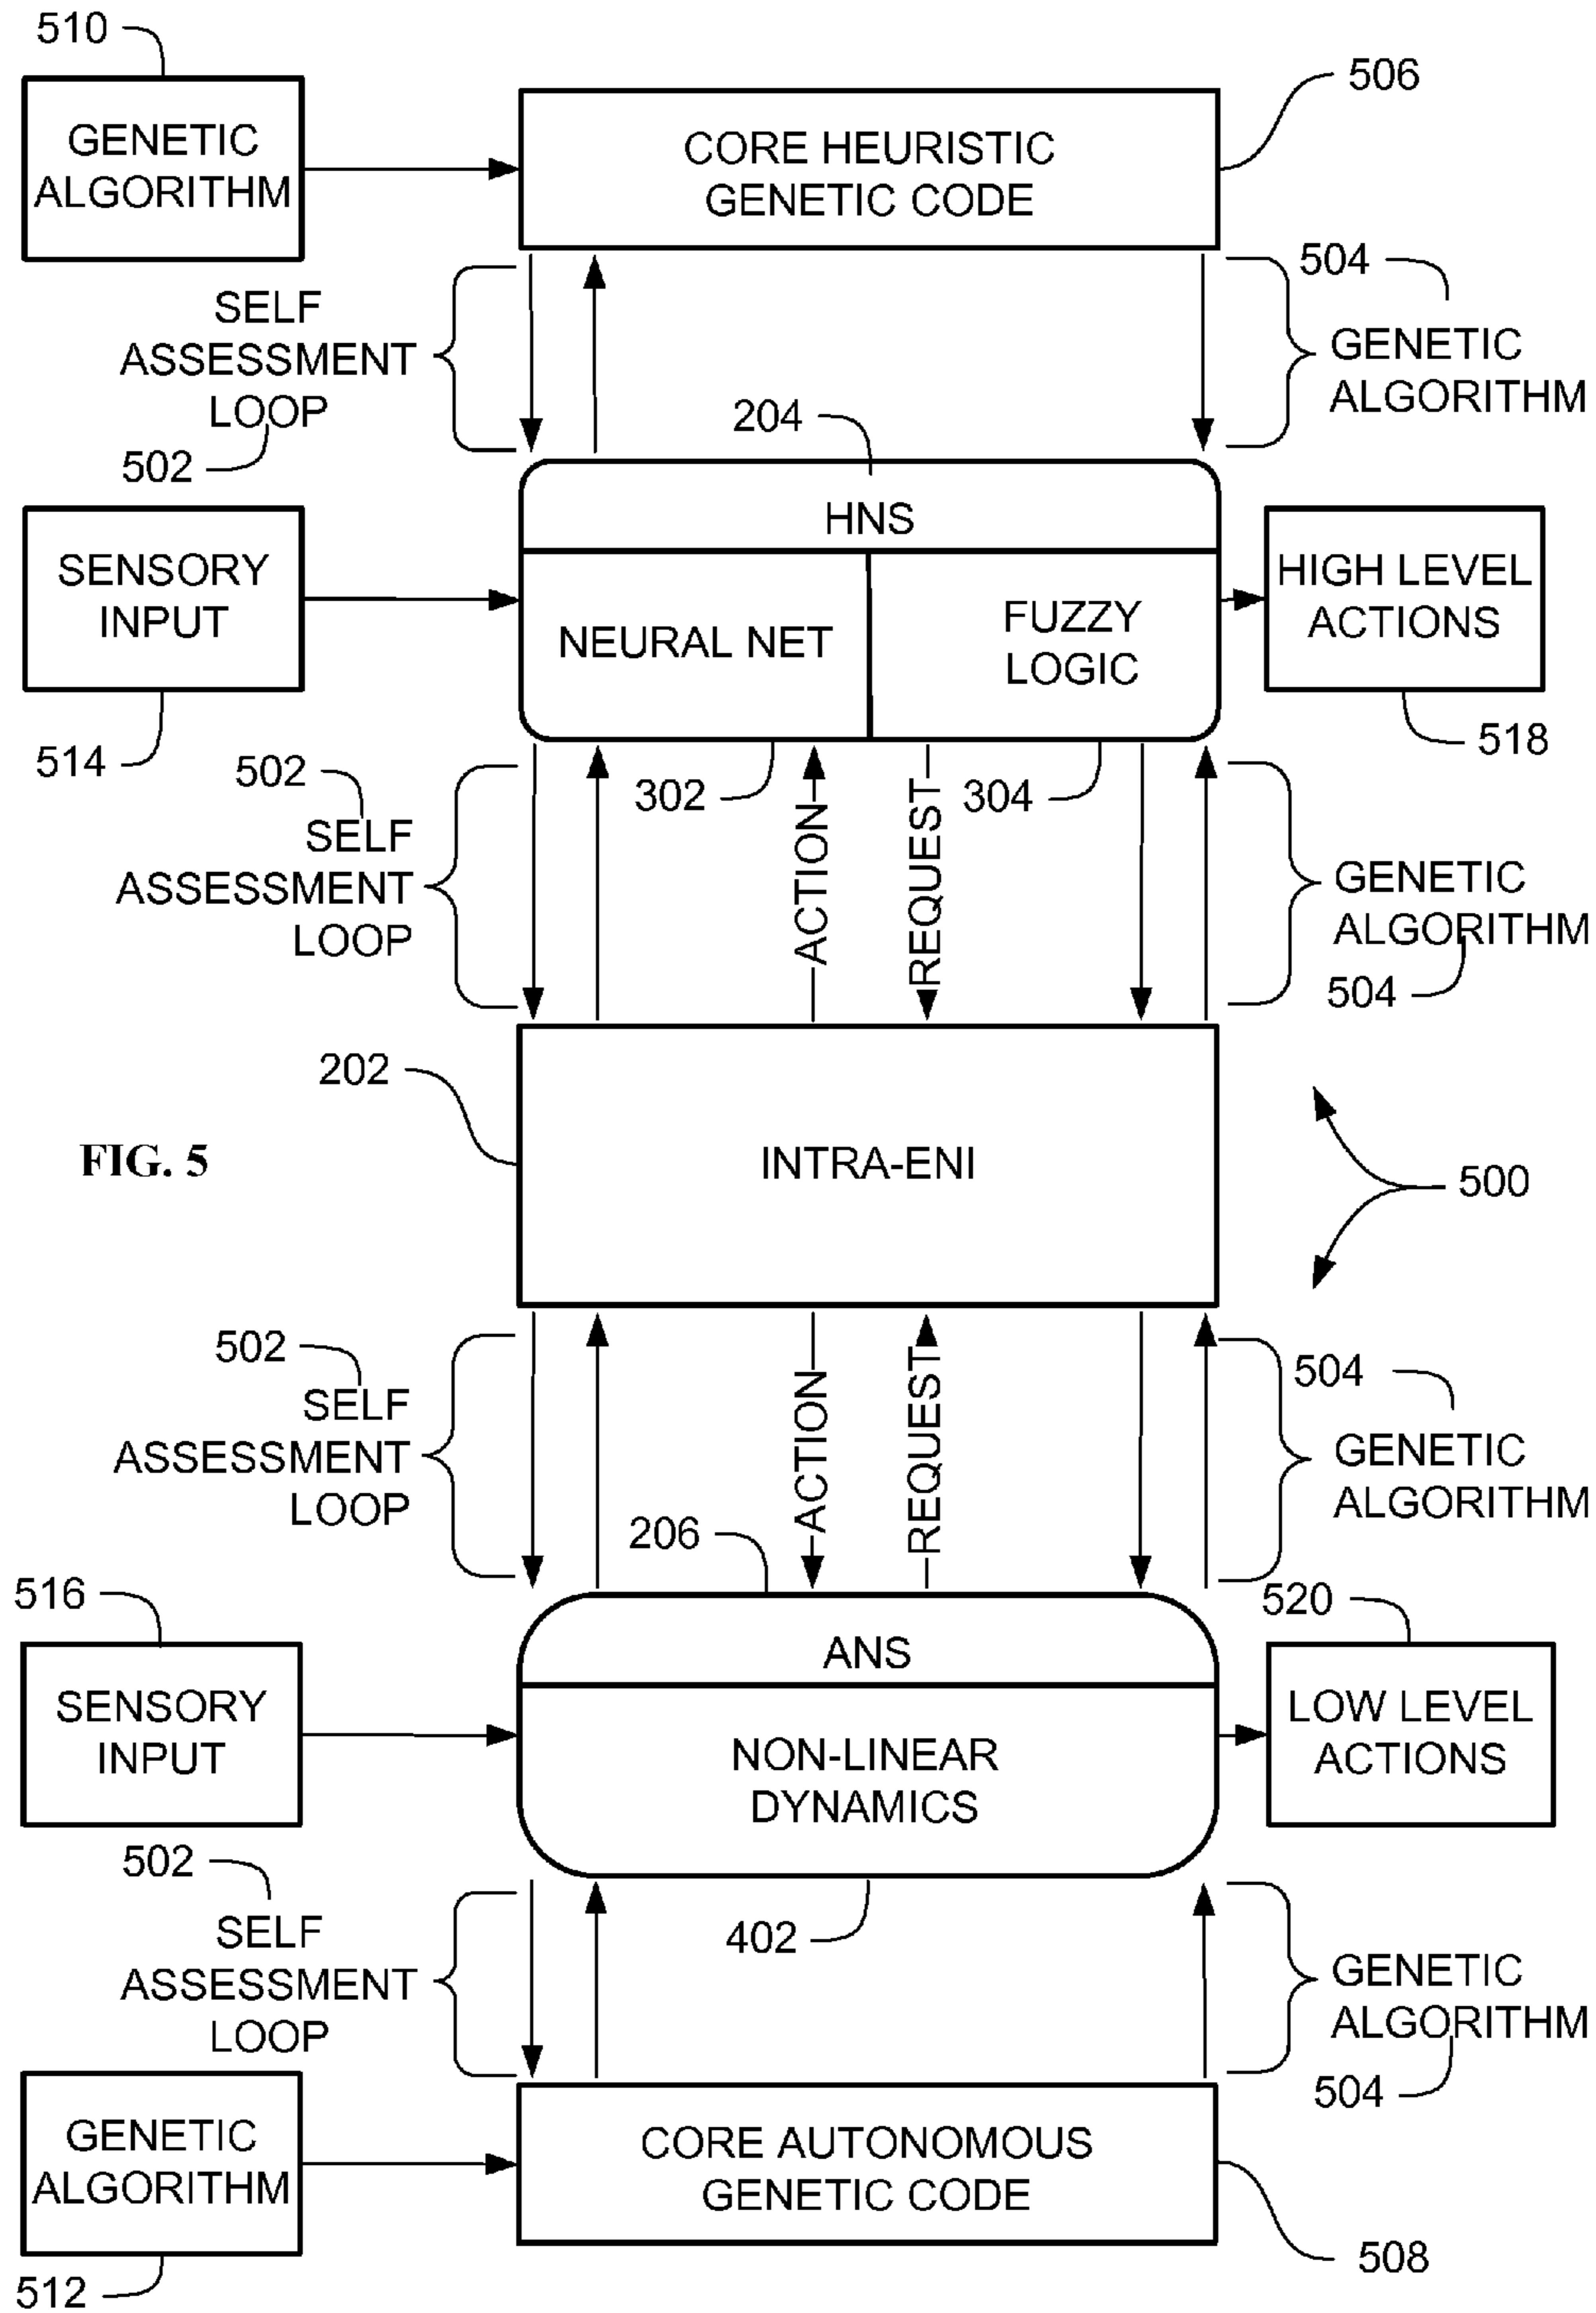 510
GENETIC
ALGORITHM
CORE HEURISTIC
GENETIC CODE
506
SELF
ASSESSMENT
LOOP
502
504
GENETIC
ALGORITHM
204
HNS
NEURAL NET
FUZZY
LOGIC
SENSORY
INPUT
514
HIGH LEVEL
ACTIONS
518
502
SELF
ASSESSMENT
LOOP
302
ACTION
REQUEST
304
GENETIC
ALGORITHM
504
202
FIG. 5
INTRA-ENI
500
502
SELF
ASSESSMENT
LOOP
ACTION
REQUEST
504
GENETIC
ALGORITHM
206
516
SENSORY
INPUT
ANS
NON-LINEAR
DYNAMICS
520
LOW LEVEL
ACTIONS
502
SELF
ASSESSMENT
LOOP
402
GENETIC
ALGORITHM
504
GENETIC
ALGORITHM
512
CORE AUTONOMOUS
GENETIC CODE
508